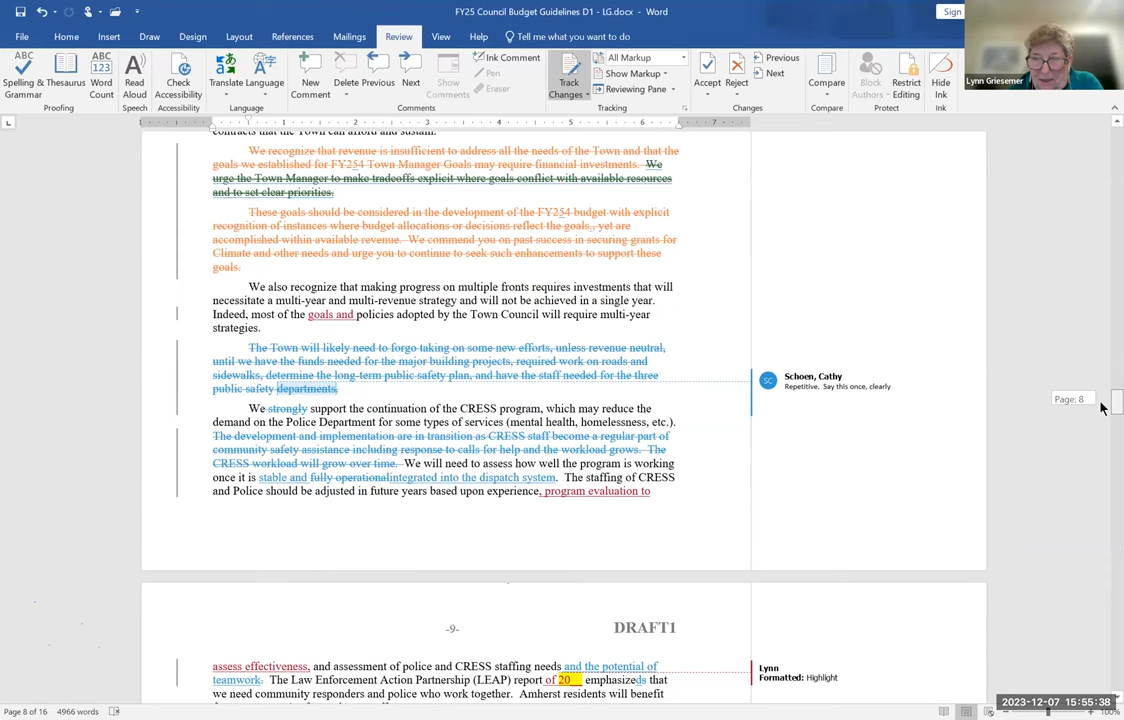 FY25 Council Budget Guidelines D1 - LG.docx - Word
Sign
File Home Insert Draw Design Layout References Mailings Review View Help Tell me what you want to do
Lynn Griesemer
Spelling & Grammar
Thesaurus
Word Count
Read Aloud
Check Accessibility
Translate
Language
New Comment
Delete
Previous
Next
Show Comments
Ink Comment
Pen
Eraser
Track Changes
All Markup
Show Markup
Reviewing Pane
Accept
Reject
Previous
Next
Compare
Block Authors
Restrict Editing
Hide Ink
Proofing Speech Accessibility Language Comments Tracking Changes Compare Protect Ink
1 1 2 3 4 5 6 7
contracts that the Town can afford and sustain.
We recognize that revenue is insufficient to address all the needs of the Town and that the
goals we established for FY254 Town Manager Goals may require financial investments. We
urge the Town Manager to make tradeoffs explicit where goals conflict with available resources
and to set clear priorities.
These goals should be considered in the development of the FY254 budget with explicit
recognition of instances where budget allocations or decisions reflect the goals,, yet are
accomplished within available revenue. We commend you on past success in securing grants for
Climate and other needs and urge you to continue to seek such enhancements to support these
goals.
We also recognize that making progress on multiple fronts requires investments that will
necessitate a multi-year and multi-revenue strategy and will not be achieved in a single year.
Indeed, most of the goals and policies adopted by the Town Council will require multi-year
strategies.
The Town will likely need to forgo taking on some new efforts, unless revenue neutral,
until we have the funds needed for the major building projects, required work on roads and
sidewalks, determine the long-term public safety plan, and have the staff needed for the three
public safety departments.
Schoen, Cathy
SC
Repetitive. Say this once, clearly
Page: 8
We strongly support the continuation of the CRESS program, which may reduce the
demand on the Police Department for some types of services (mental health, homelessness, etc.).
The development and implementation are in transition as CRESS staff become a regular part of
community safety assistance including response to calls for help and the workload grows. The
CRESS workload will grow over time. We will need to assess how well the program is working
once it is stable and fully operationalintegrated into the dispatch system. The staffing of CRESS
and Police should be adjusted in future years based upon experience, program evaluation to
-9- DRAFT1
assess effectiveness, and assessment of police and CRESS staffing needs and the potential of
teamwork. The Law Enforcement Action Partnership (LEAP) report of 20__ emphasizeds that
we need community responders and police who work together. Amherst residents will benefit
Lynn
Formatted: Highlight
Page 8 of 16 4966 words
2023-12-07 15:55:38
100%